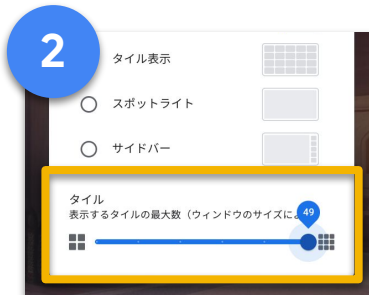 2
タイル表示
スポットライト
サイドバー
タイル
表示するタイルの最大数（ウィンドウのサイズによ
49